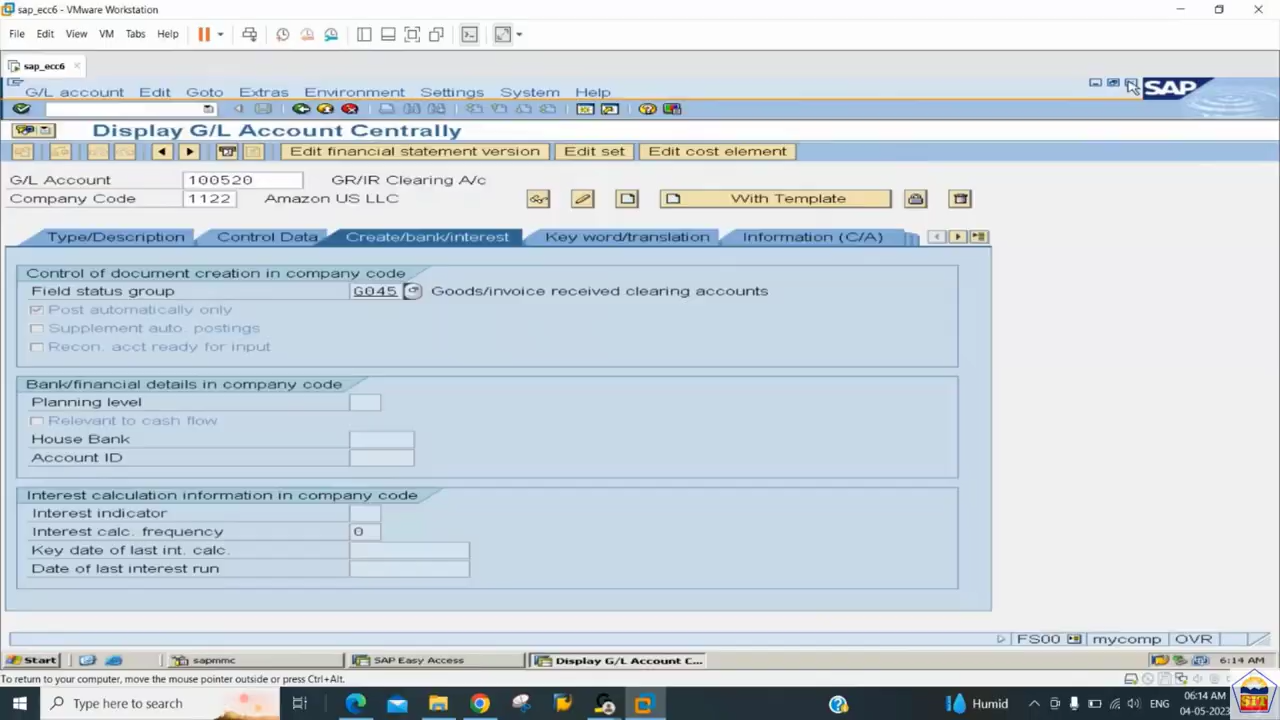 sap_ecc6 - VMware Workstation
File Edit View VM Tabs Help
sap_ecc6
G/L account Edit Goto Extras Environment Settings System Help
SAP
Display G/L Account Centrally
Edit financial statement version Edit set Edit cost element
G/L Account 100520 GR/IR Clearing A/c
Company Code 1122 Amazon US LLC With Template
Type/Description Control Data Create/bank/interest Key word/translation Information (C/A)
Control of document creation in company code
Field status group G045 Goods/invoice received clearing accounts
Post automatically only
Supplement auto. postings
Recon. acct ready for input
Bank/financial details in company code
Planning level
Relevant to cash flow
House Bank
Account ID
Interest calculation information in company code
Interest indicator
Interest calc. frequency 0
Key date of last int. calc.
Date of last interest run
FS00 mycomp OVR
Start sapmmc SAP Easy Access Display G/L Account C... 6:14 AM
To return to your computer, move the mouse pointer outside or press Ctrl+Alt.
Type here to search Humid ENG 06:14 AM
04-05-2023